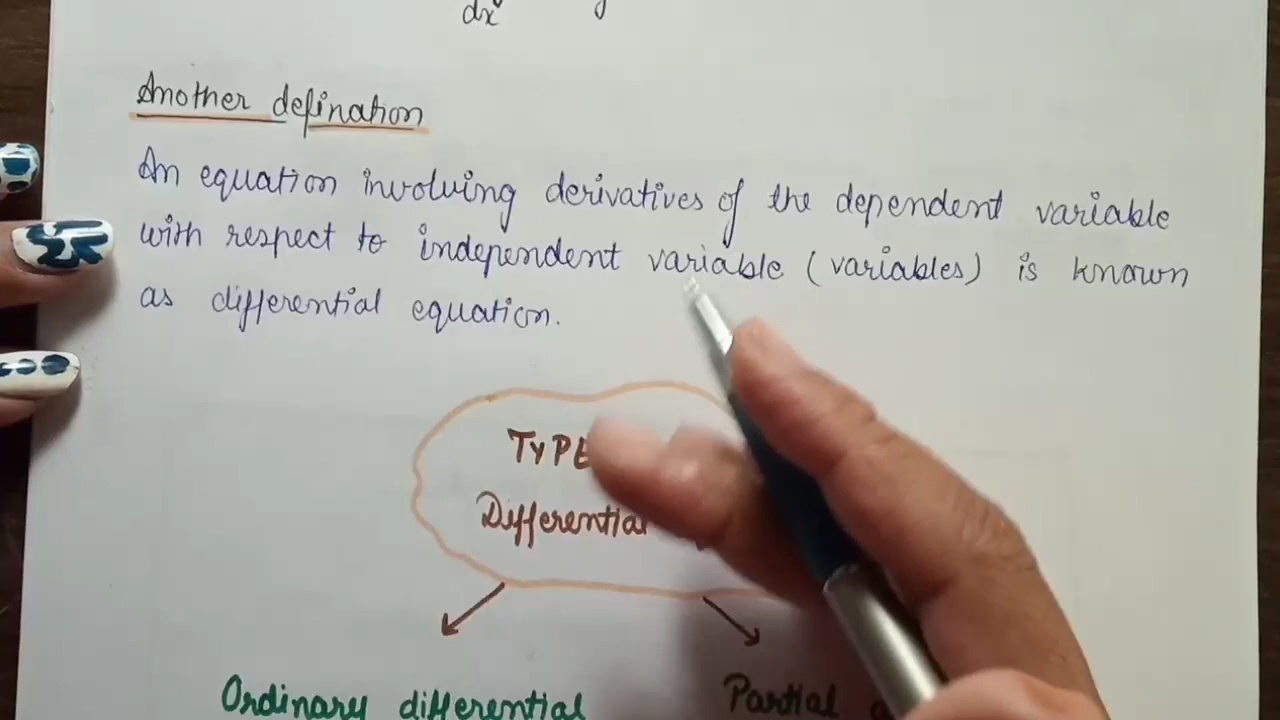 dx
Another defination
An equation involving derivatives of the dependent variable
with respect to independent variable (variables) is known
as differential equation.
TYPE
Differential
Ordinary differential
Partial